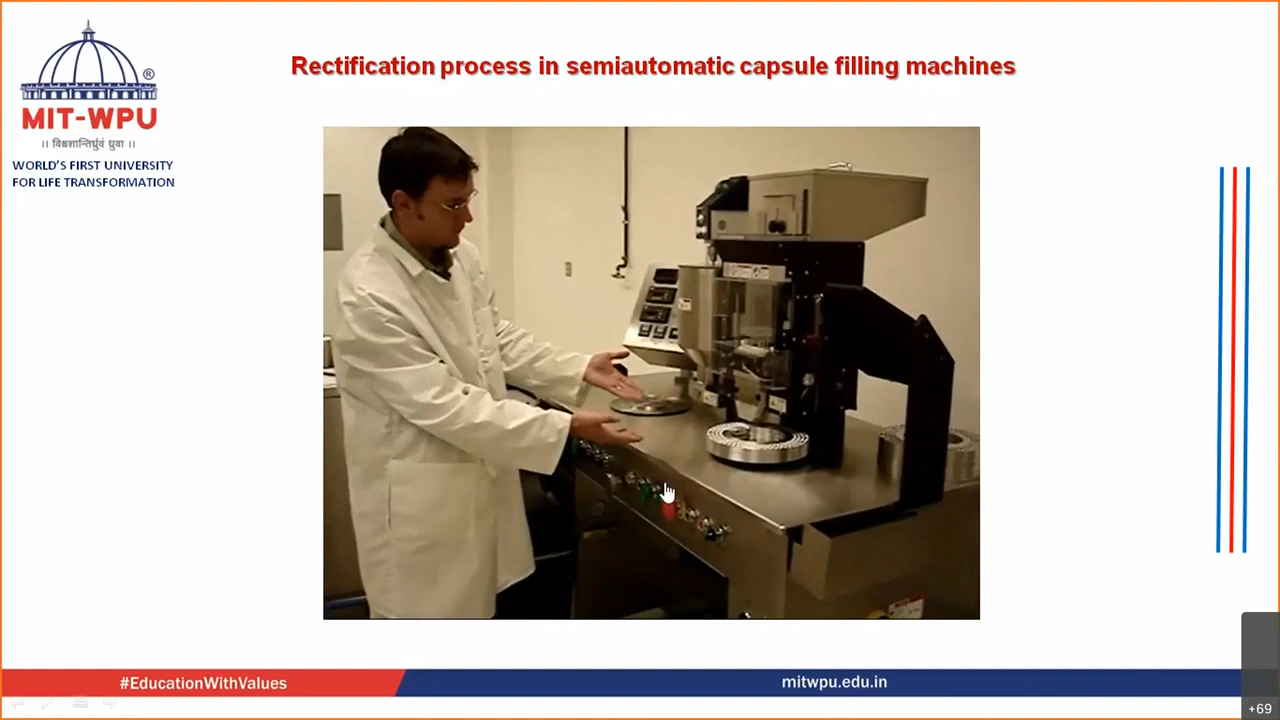 Rectification process in semiautomatic capsule filling machines
®
MIT-WPU
॥ विश्वशान्तिर्ध्रुवं ध्रुवा ॥
WORLD'S FIRST UNIVERSITY
FOR LIFE TRANSFORMATION
#EducationWithValues
mitwpu.edu.in
+69